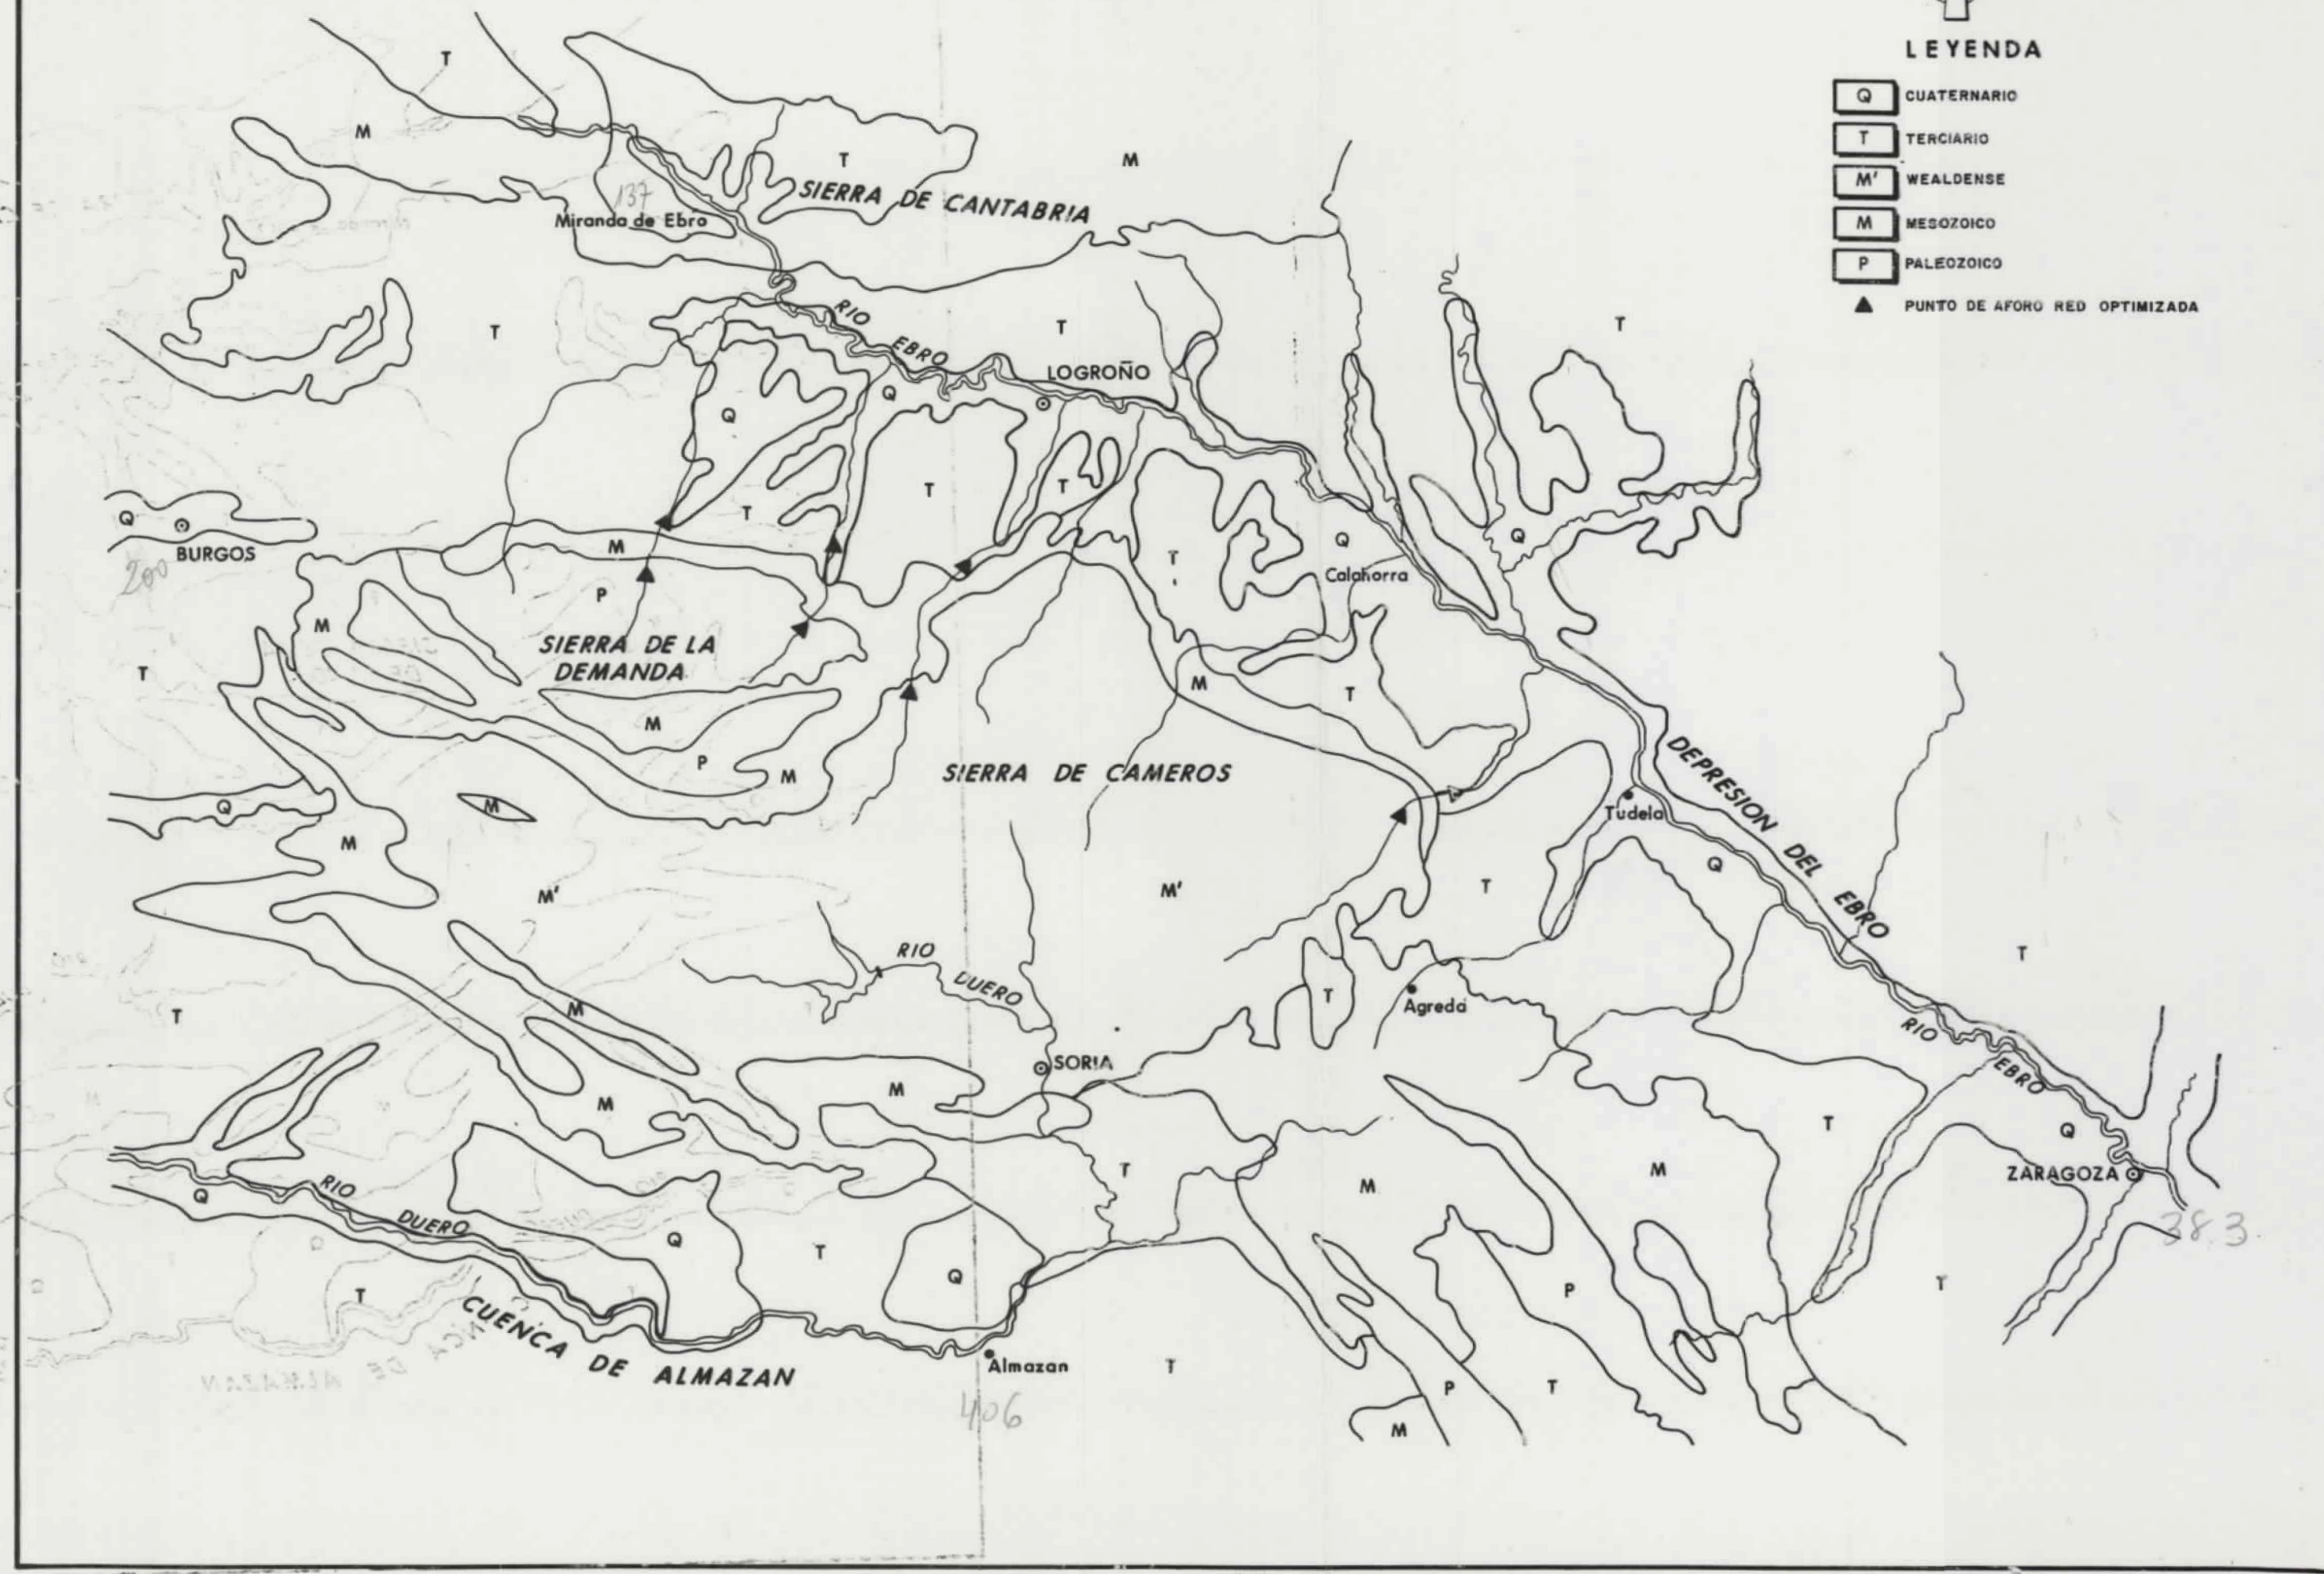 LEYENDA
Q CUATERNARIO
T TERCIARIO
M' WEALDENSE
M MESOZOICO
P PALEOZOICO
▲ PUNTO DE AFORO RED OPTIMIZADA
T
M
T
M
SIERRA DE CANTABRIA
137
Miranda de Ebro
T
RIO EBRO
T
T
LOGROÑO
Q
Q
T
T
T
Q
BURGOS
200
M
Q
Q
T
Calahorra
P
M
SIERRA DE LA
DEMANDA
T
M
T
M
P
M
SIERRA DE CAMEROS
DEPRESION DEL EBRO
Q
M
Tudela
M
Q
T
M'
M'
RIO DUERO
T
T
M
T
Agreda
RIO EBRO
SORIA
M
M
T
Q
T
M
M
ZARAGOZA
Q
RIO DUERO
383
Q
T
Q
T
P
T
CUENCA DE ALMAZAN
Almazan
T
P
T
406
M